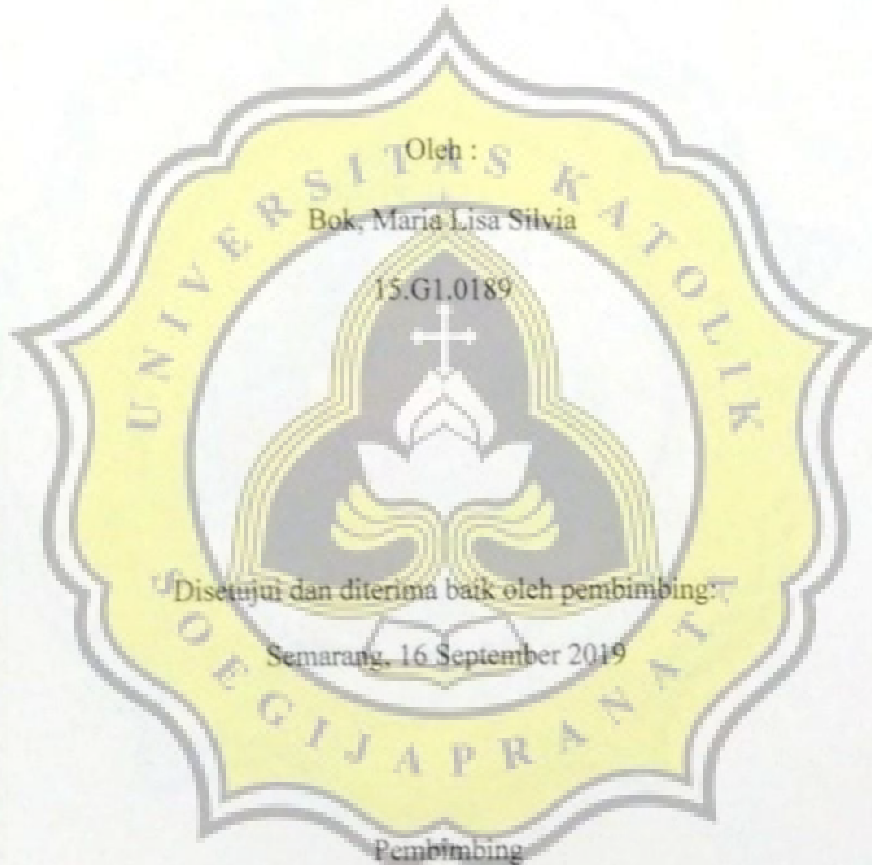 Oleh :
Bok, Maria Lisa Silvia
15.G1.0189
UNIVERSITAS KATOLIK
SOEGIJAPRANATA
Disetujui dan diterima baik oleh pembimbing:
Semarang, 16 September 2019
Pembimbing